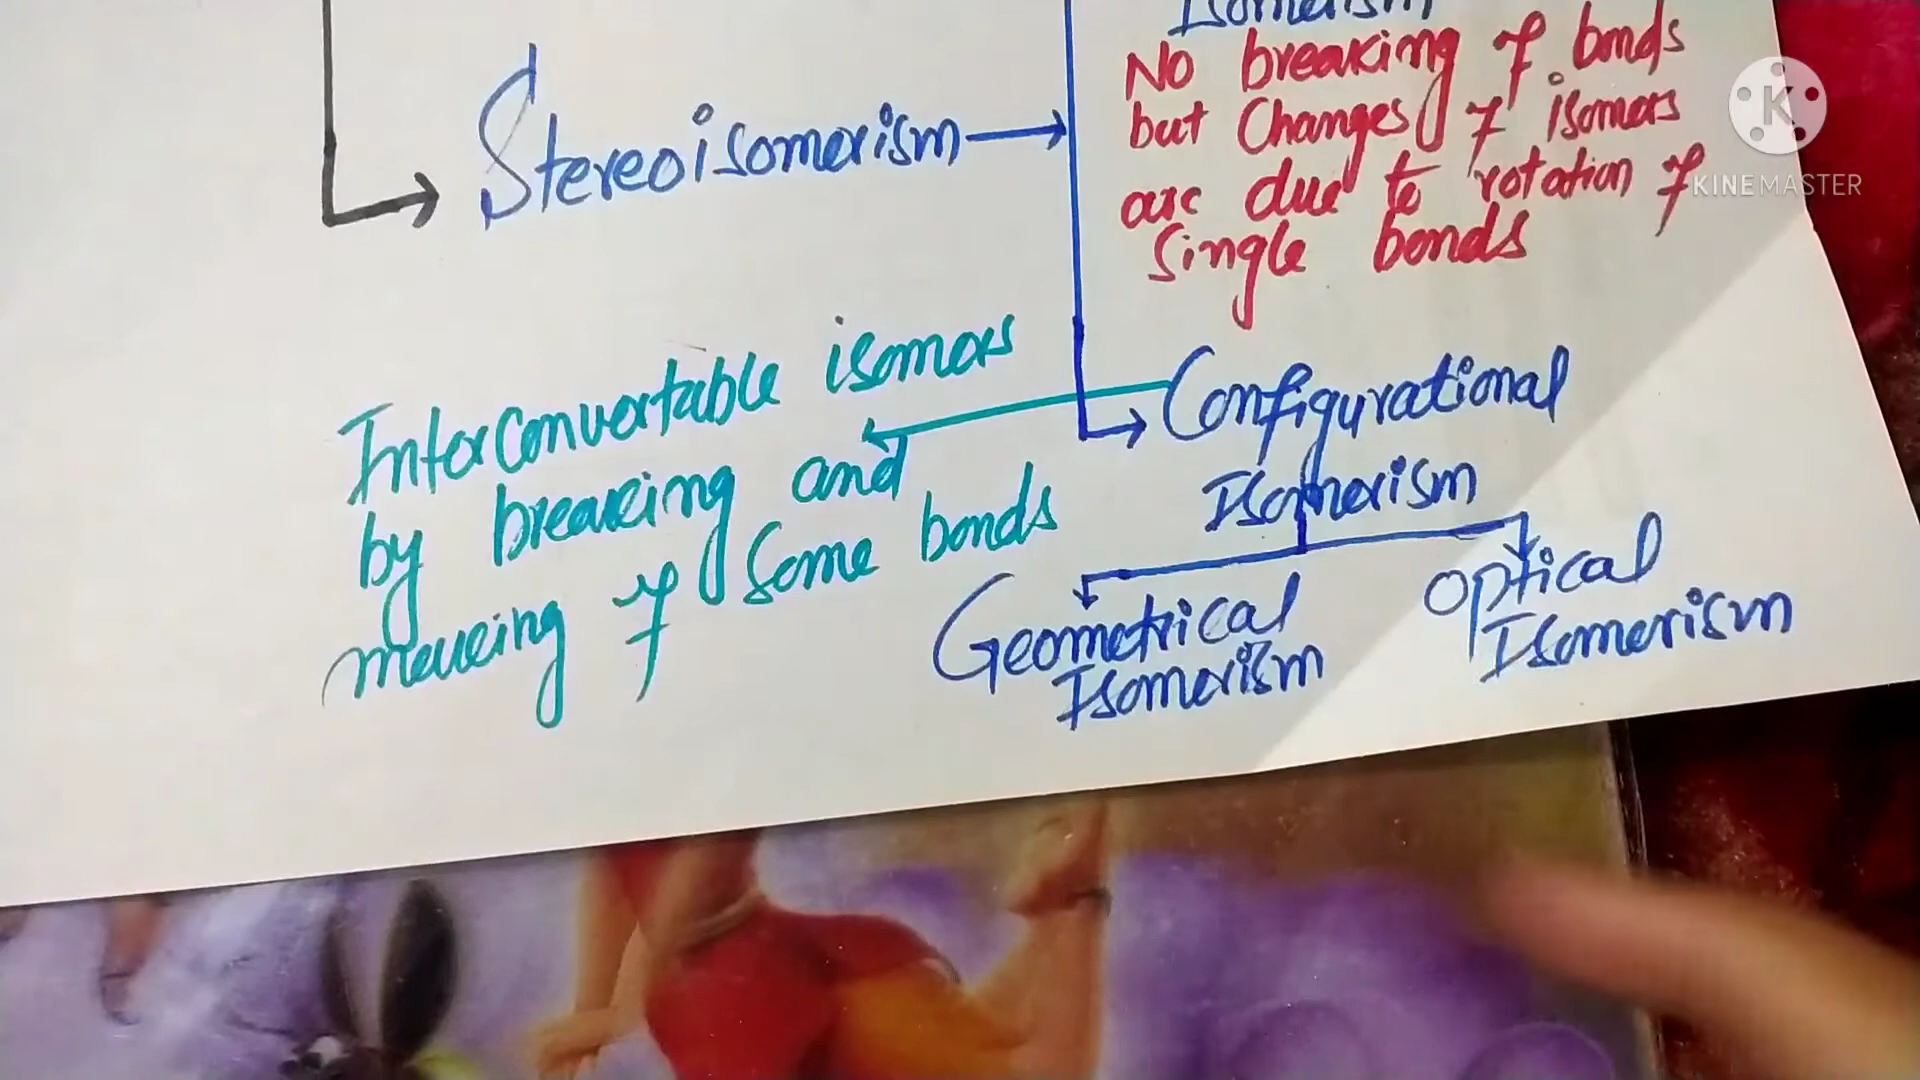 Isomerism
No breaking of bonds
but Changes of isomers
are due to rotation of
Single bonds
Stereoisomerism
K
KINEMASTER
Interconvertable isomers
by breaking and
of some bonds
Configurational
Isomerism
Geometrical
Isomerism
Optical
Isomerism